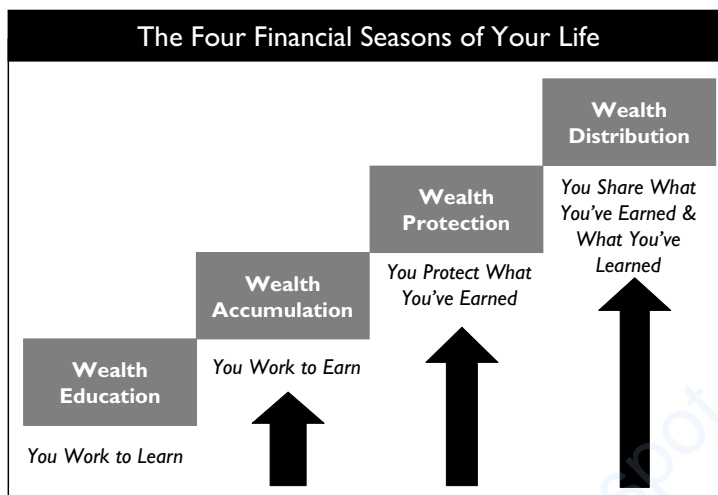 The Four Financial Seasons of Your Life
Wealth
Distribution
You Share What
You've Earned &
What You've
Learned
Wealth
Protection
You Protect What
You've Earned
Wealth
Accumulation
You Work to Earn
Wealth
Education
You Work to Learn